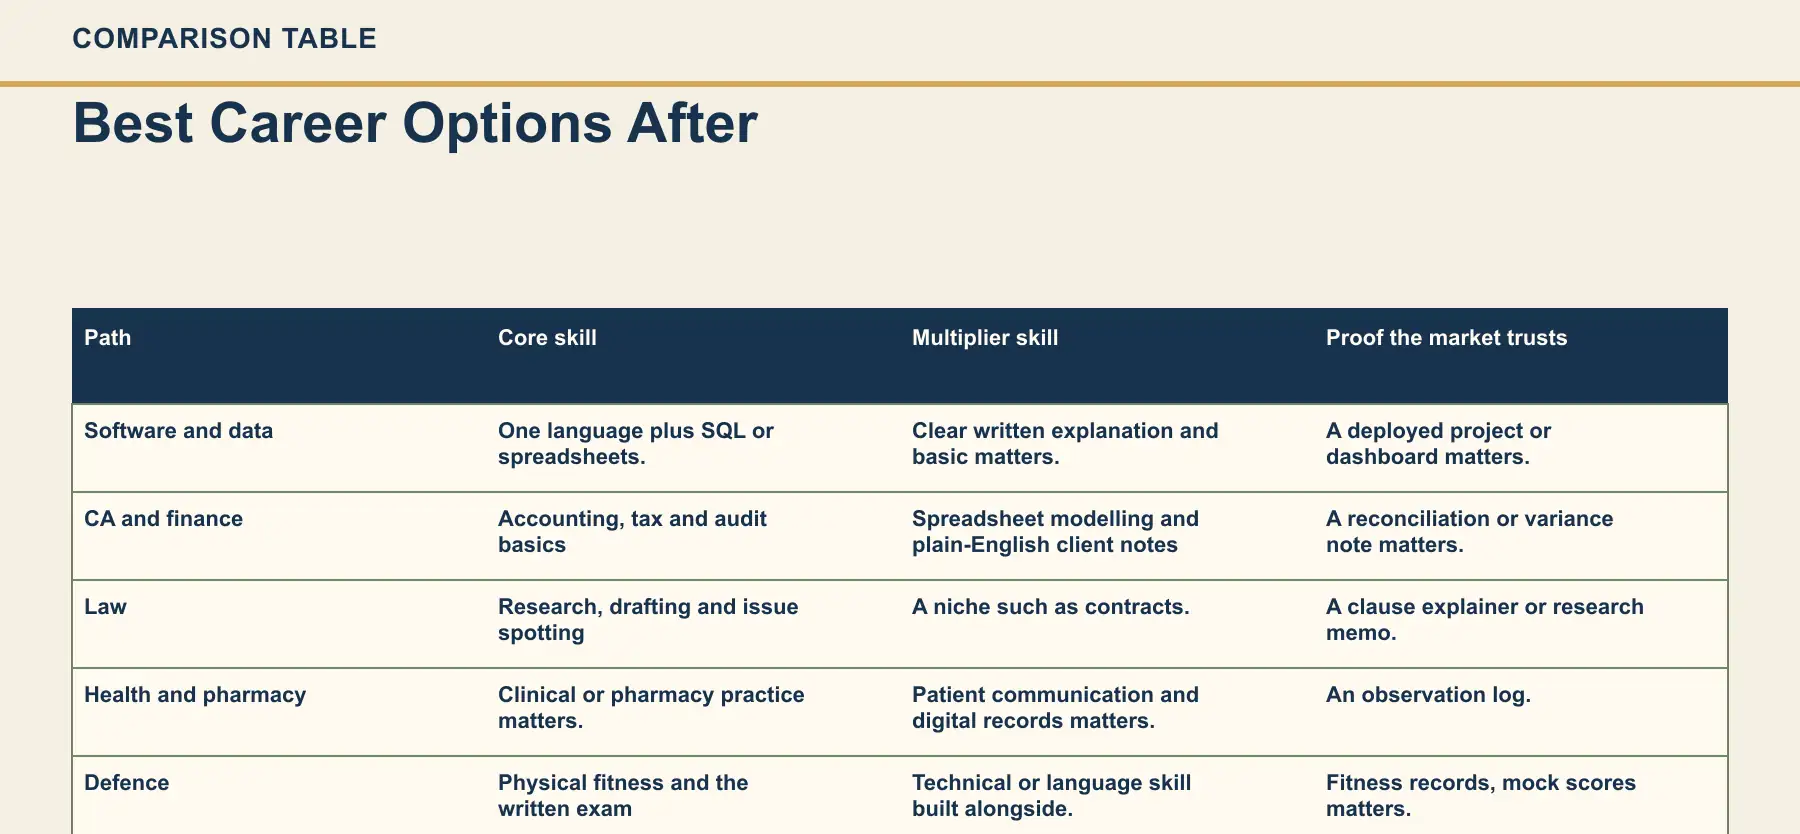 COMPARISON TABLE
Best Career Options After
Path
Core skill
Multiplier skill
Proof the market trusts
Software and data
One language plus SQL or
spreadsheets.
Clear written explanation and
basic matters.
A deployed project or
dashboard matters.
CA and finance
Accounting, tax and audit
basics
Spreadsheet modelling and
plain-English client notes
A reconciliation or variance
note matters.
Law
Research, drafting and issue
spotting
A niche such as contracts.
A clause explainer or research
memo.
Health and pharmacy
Clinical or pharmacy practice
matters.
Patient communication and
digital records matters.
An observation log.
Defence
Physical fitness and the
written exam
Technical or language skill
built alongside.
Fitness records, mock scores
matters.